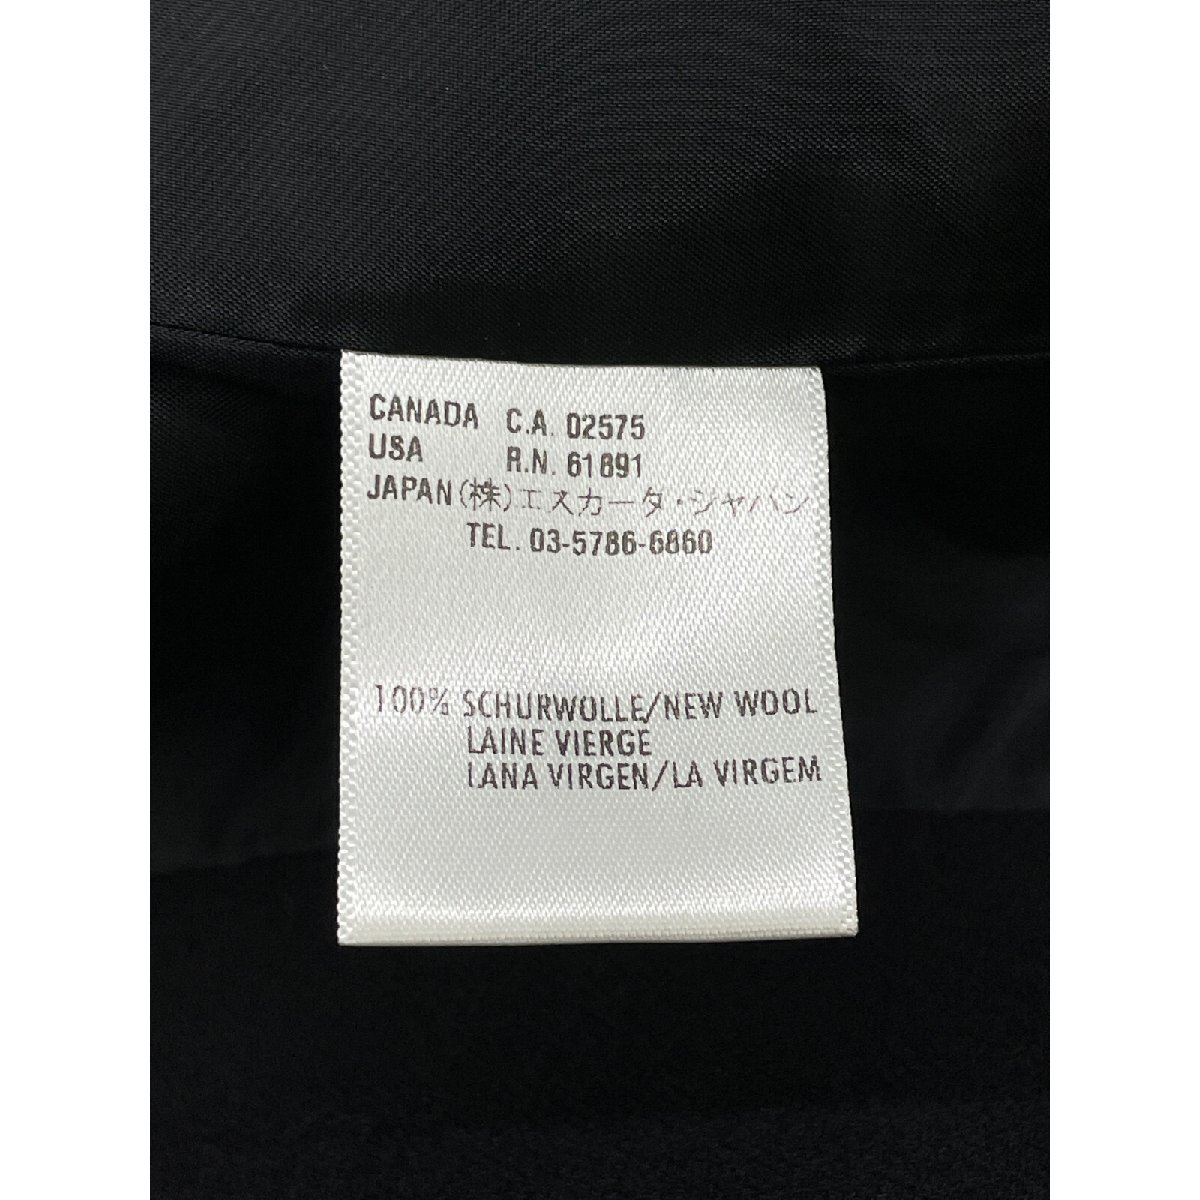 CANADA C.A. 02575
USA R.N. 61891
JAPAN (株)エスカーダ・ジャパン
TEL. 03-5786-6860
100% SCHURWOLLE/NEW WOOL
LAINE VIERGE
LANA VIRGEN/LA VIRGEM